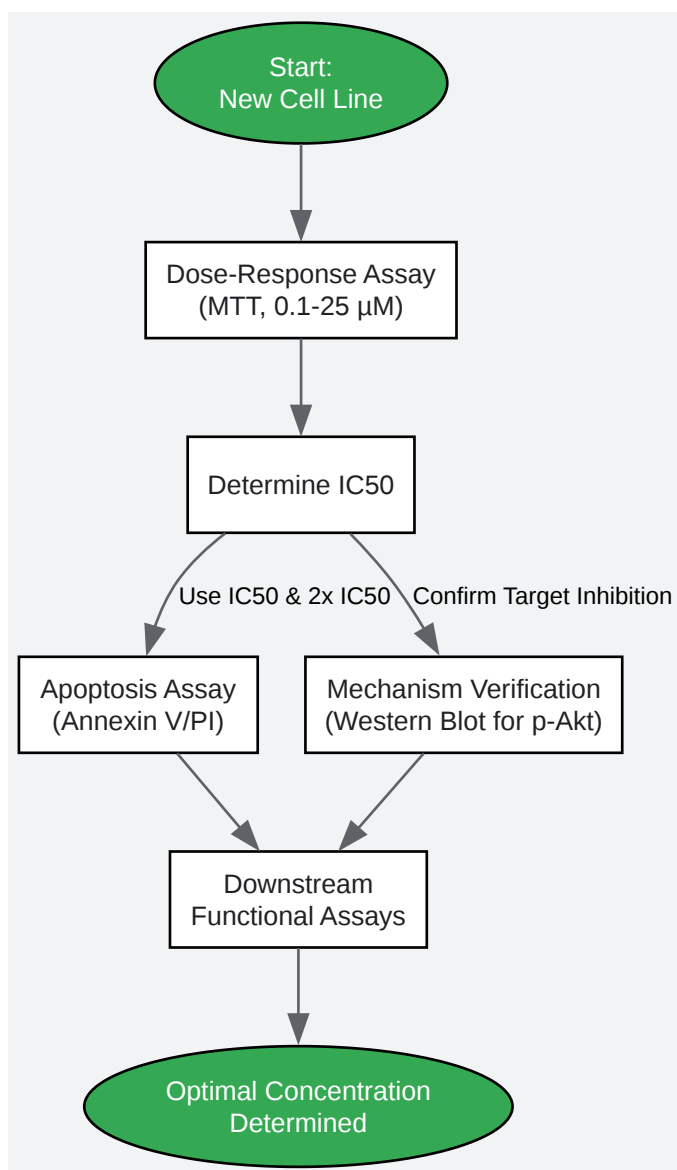 Start:
New Cell Line
Dose-Response Assay
(MTT, 0.1-25 µM)
Determine IC50
Use IC50 & 2x IC50
Confirm Target Inhibition
Apoptosis Assay
(Annexin V/PI)
Mechanism Verification
(Western Blot for p-Akt)
Downstream
Functional Assays
Optimal Concentration
Determined